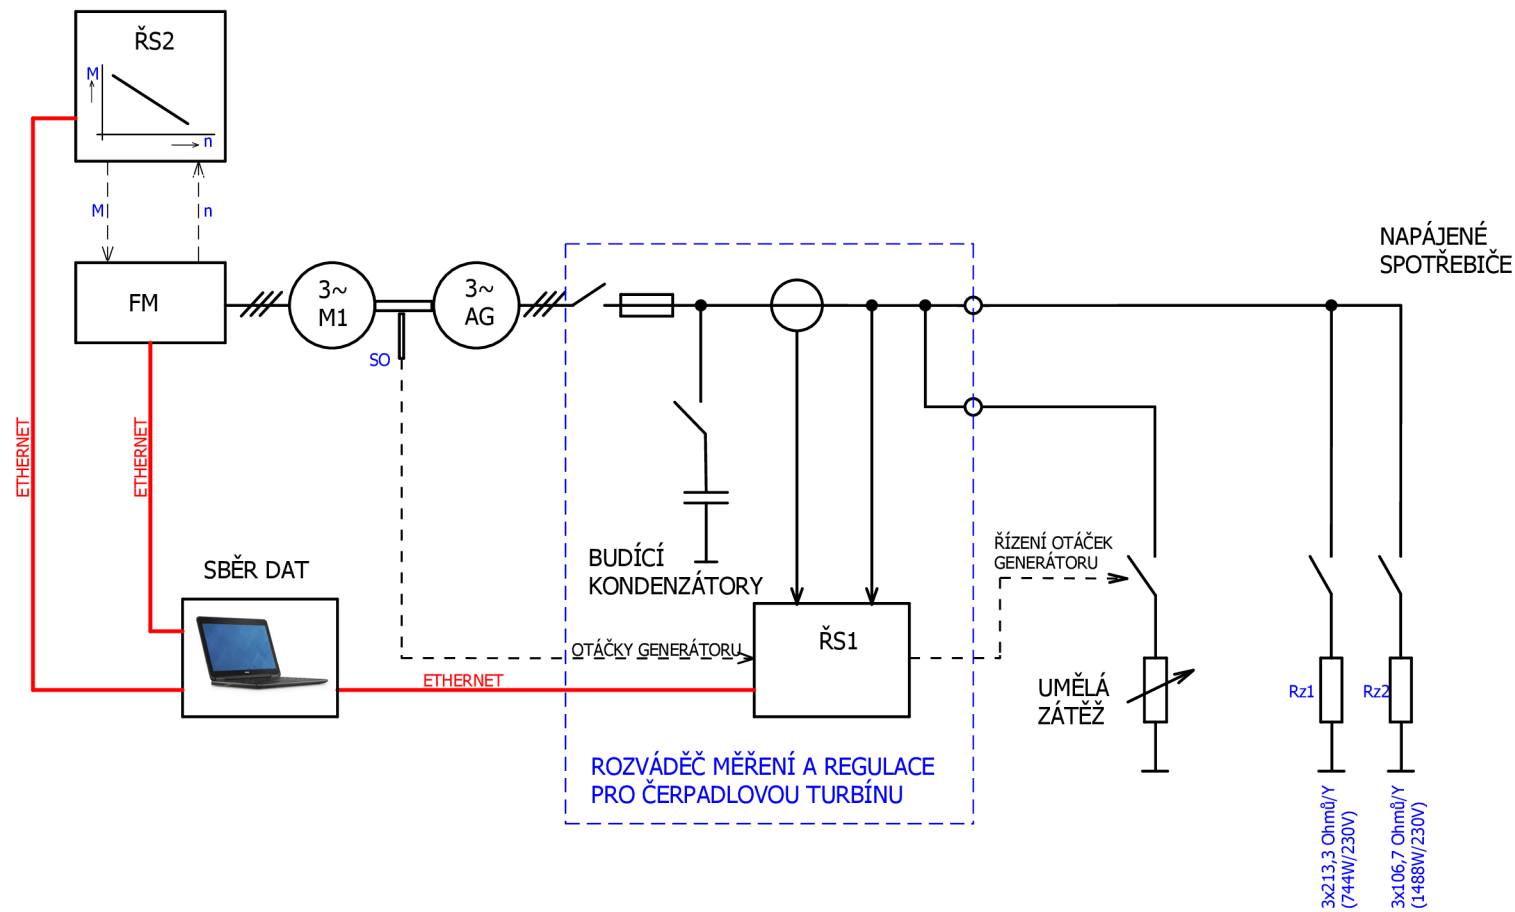 ŘS2
M
n
M
n
FM
3~
M1
3~
AG
SO
NAPÁJENÉ
SPOTŘEBIČE
ETHERNET
ETHERNET
SBĚR DAT
BUDÍCÍ
KONDENZÁTORY
ŘÍZENÍ OTÁČEK
GENERÁTORU
OTÁČKY GENERÁTORU
ŘS1
ETHERNET
UMĚLÁ
ZÁTĚŽ
Rz1
Rz2
ROZVÁDĚČ MĚŘENÍ A REGULACE
PRO ČERPADLOVOU TURBÍNU
3x213,3 Ohmů/Y
(744W/230V)
3x106,7 Ohmů/Y
(1488W/230V)